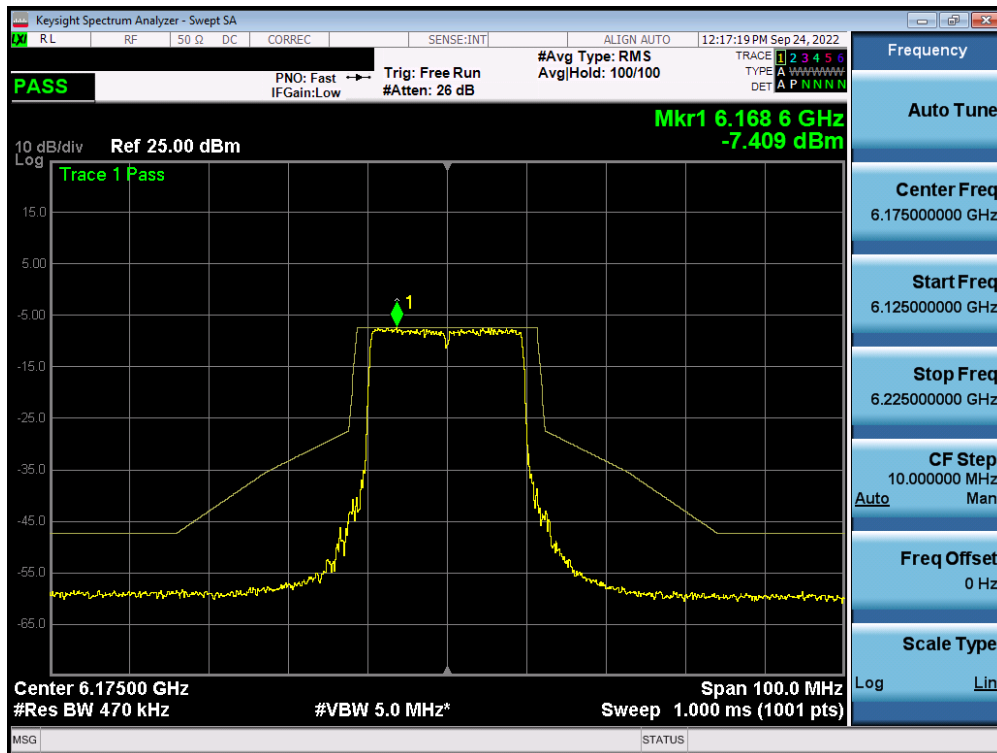 Keysight Spectrum Analyzer - Swept SA
LXI RL RF 50 Ω DC CORREC SENSE:INT ALIGN AUTO 12:17:19 PM Sep 24, 2022
PASS
PNO: Fast
IFGain:Low
Trig: Free Run
#Atten: 26 dB
#Avg Type: RMS
Avg|Hold: 100/100
TRACE 1 2 3 4 5 6
TYPE A WWWWW
DET A P N N N N
Mkr1 6.168 6 GHz
-7.409 dBm
10 dB/div Ref 25.00 dBm
Log
Trace 1 Pass
1
15.0
5.00
-5.00
-15.0
-25.0
-35.0
-45.0
-55.0
-65.0
Center 6.17500 GHz Span 100.0 MHz
#Res BW 470 kHz #VBW 5.0 MHz* Sweep 1.000 ms (1001 pts)
MSG STATUS
Frequency
Auto Tune
Center Freq
6.175000000 GHz
Start Freq
6.125000000 GHz
Stop Freq
6.225000000 GHz
CF Step
10.000000 MHz
Auto Man
Freq Offset
0 Hz
Scale Type
Log Lin